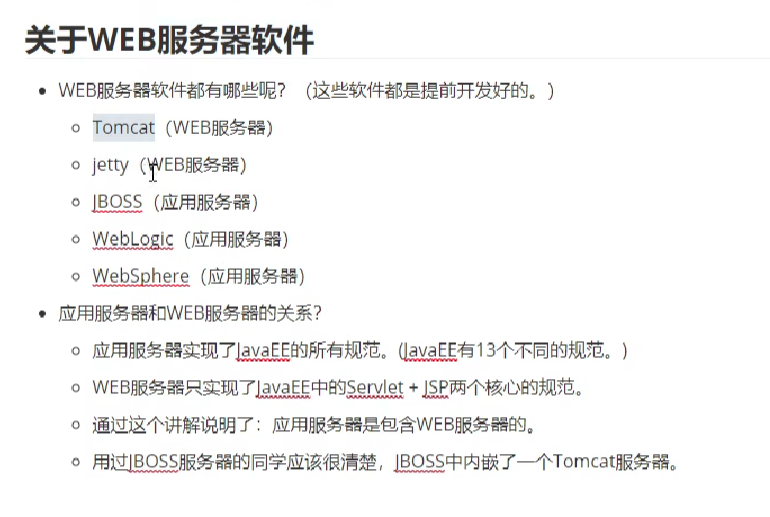 关于WEB服务器软件
WEB服务器软件都有哪些呢？（这些软件都是提前开发好的。）
Tomcat（WEB服务器）
jetty（WEB服务器）
JBOSS（应用服务器）
WebLogic（应用服务器）
WebSphere（应用服务器）
应用服务器和WEB服务器的关系？
应用服务器实现了JavaEE的所有规范。(JavaEE有13个不同的规范。)
WEB服务器只实现了JavaEE中的Servlet + JSP两个核心的规范。
通过这个讲解说明了：应用服务器是包含WEB服务器的。
用过JBOSS服务器的同学应该很清楚，JBOSS中内嵌了一个Tomcat服务器。